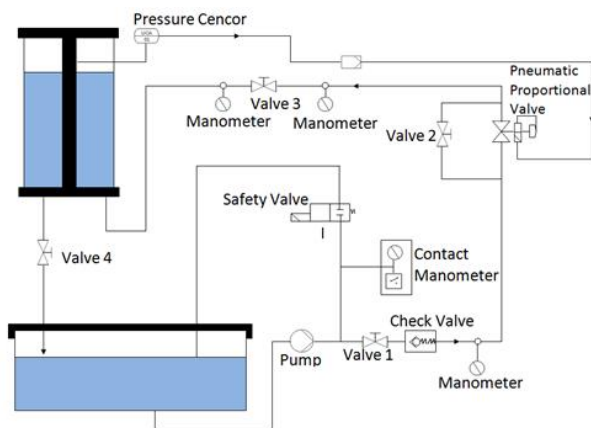 Pressure Cencor
Pneumatic
Proportional
Valve
Valve 3
Manometer
Manometer
Valve 2
Safety Valve
Contact
Manometer
Valve 4
Check Valve
Pump
Valve 1
Manometer